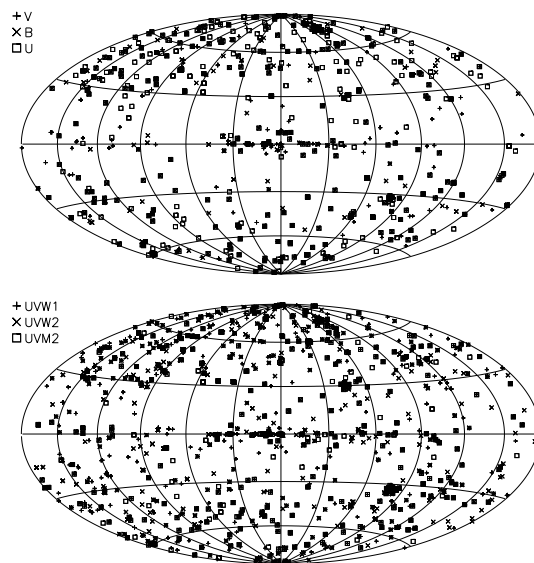 + V
× B
□ U
+ UVW1
× UVW2
□ UVM2